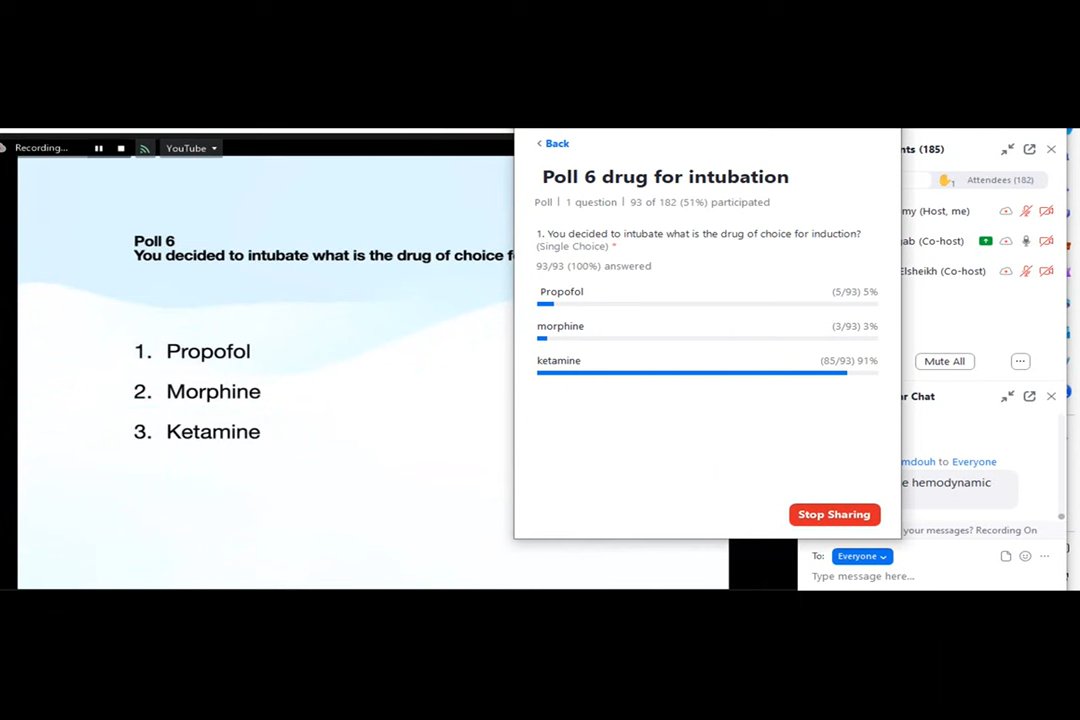 Recording...
YouTube
Poll 6
You decided to intubate what is the drug of choice
1. Propofol
2. Morphine
3. Ketamine
Back
Poll 6 drug for intubation
Poll | 1 question | 93 of 182 (51%) participated
1. You decided to intubate what is the drug of choice for induction?
(Single Choice) *
93/93 (100%) answered
Propofol (5/93) 5%
morphine (3/93) 3%
ketamine (85/93) 91%
Stop Sharing
nts (185)
1
Attendees (182)
my (Host, me)
ab (Co-host)
Elsheikh (Co-host)
Mute All
...
r Chat
mdouh to Everyone
e hemodynamic
your messages? Recording On
To: Everyone
...
Type message here...